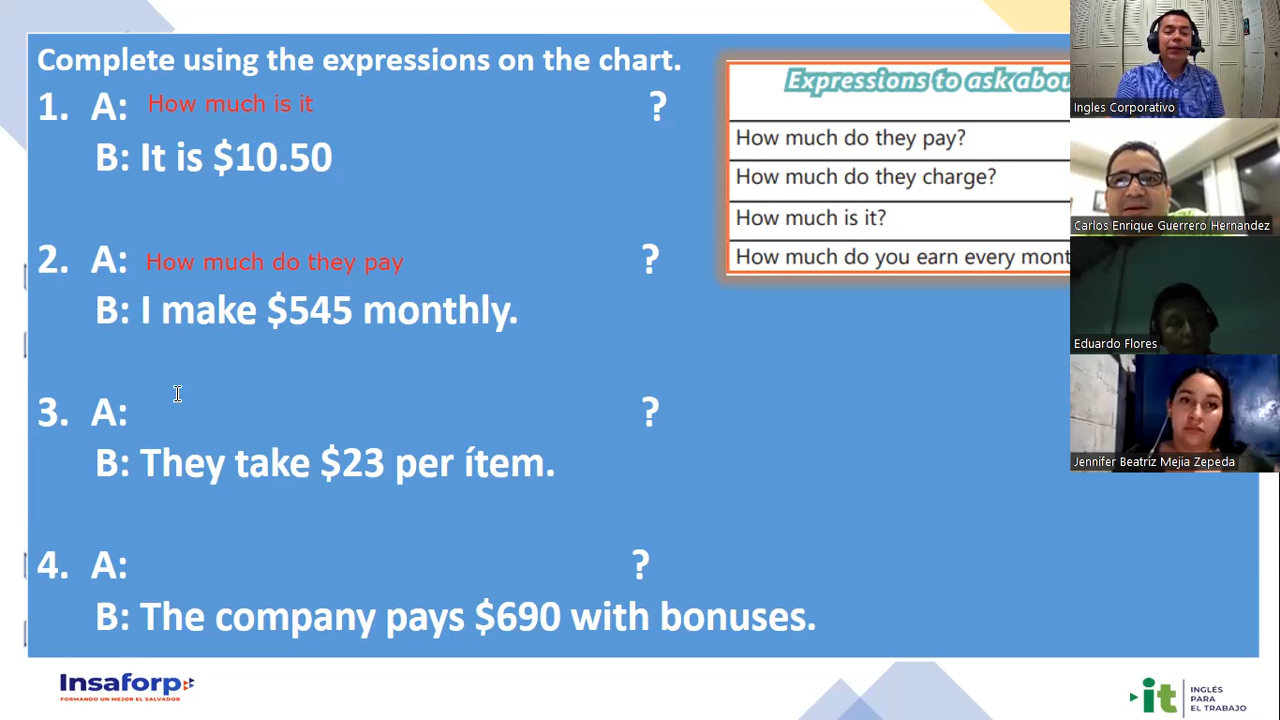 Complete using the expressions on the chart.
1. A: How much is it ?
B: It is $10.50
2. A: How much do they pay ?
B: I make $545 monthly.
3. A: ?
B: They take $23 per ítem.
4. A: ?
B: The company pays $690 with bonuses.
Expressions to ask abou
How much do they pay?
How much do they charge?
How much is it?
How much do you earn every mont
Ingles Corporativo
Carlos Enrique Guerrero Hernandez
Eduardo Flores
Jennifer Beatriz Mejia Zepeda
Insaforp
FORMANDO UN MEJOR EL SALVADOR
it
INGLÉS
PARA
EL TRABAJO